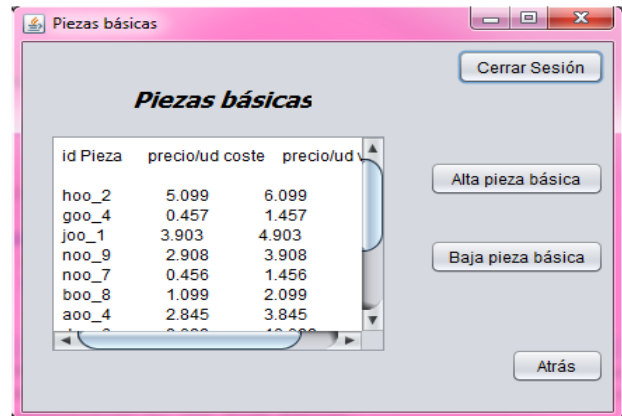 Piezas básicas
Cerrar Sesión
Piezas básicas
id Pieza precio/ud coste precio/ud
hoo_2 5.099 6.099
goo_4 0.457 1.457
joo_1 3.903 4.903
noo_9 2.908 3.908
noo_7 0.456 1.456
boo_8 1.099 2.099
aoo_4 2.845 3.845
Alta pieza básica
Baja pieza básica
Atrás